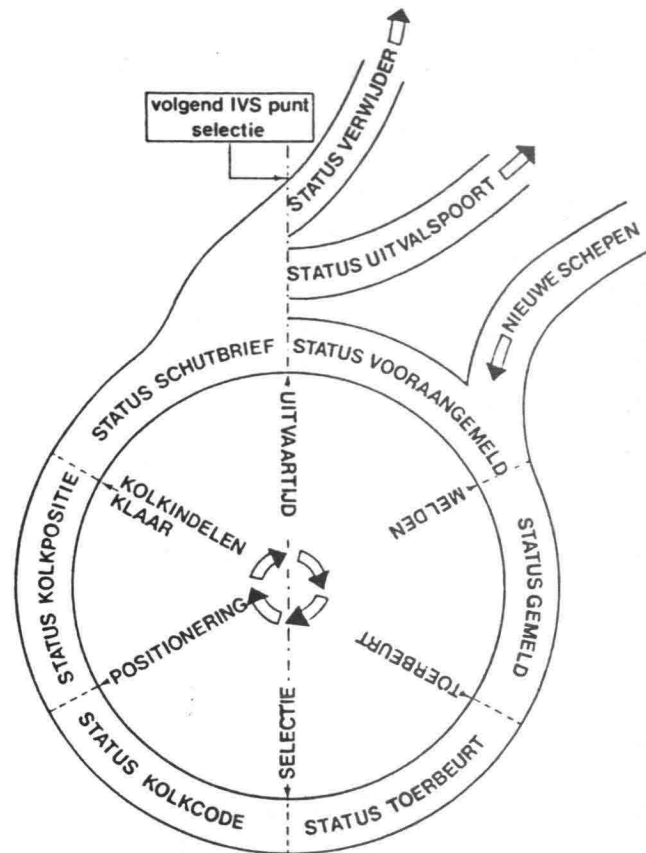 volgend IVS punt
selectie
STATUS VERWIJDER
STATUS UITVALSPOORT
NIEUWE SCHEPEN
STATUS SCHUTBRIEF
STATUS VOORAANGEMELD
UITVAARTIJD
MELDEN
KOLKINDELEN
KLAAR
STATUS KOLKPOSITIE
STATUS GEMELD
POSITIONERING
TOERBEURT
SELECTIE
STATUS KOLKCODE
STATUS TOERBEURT